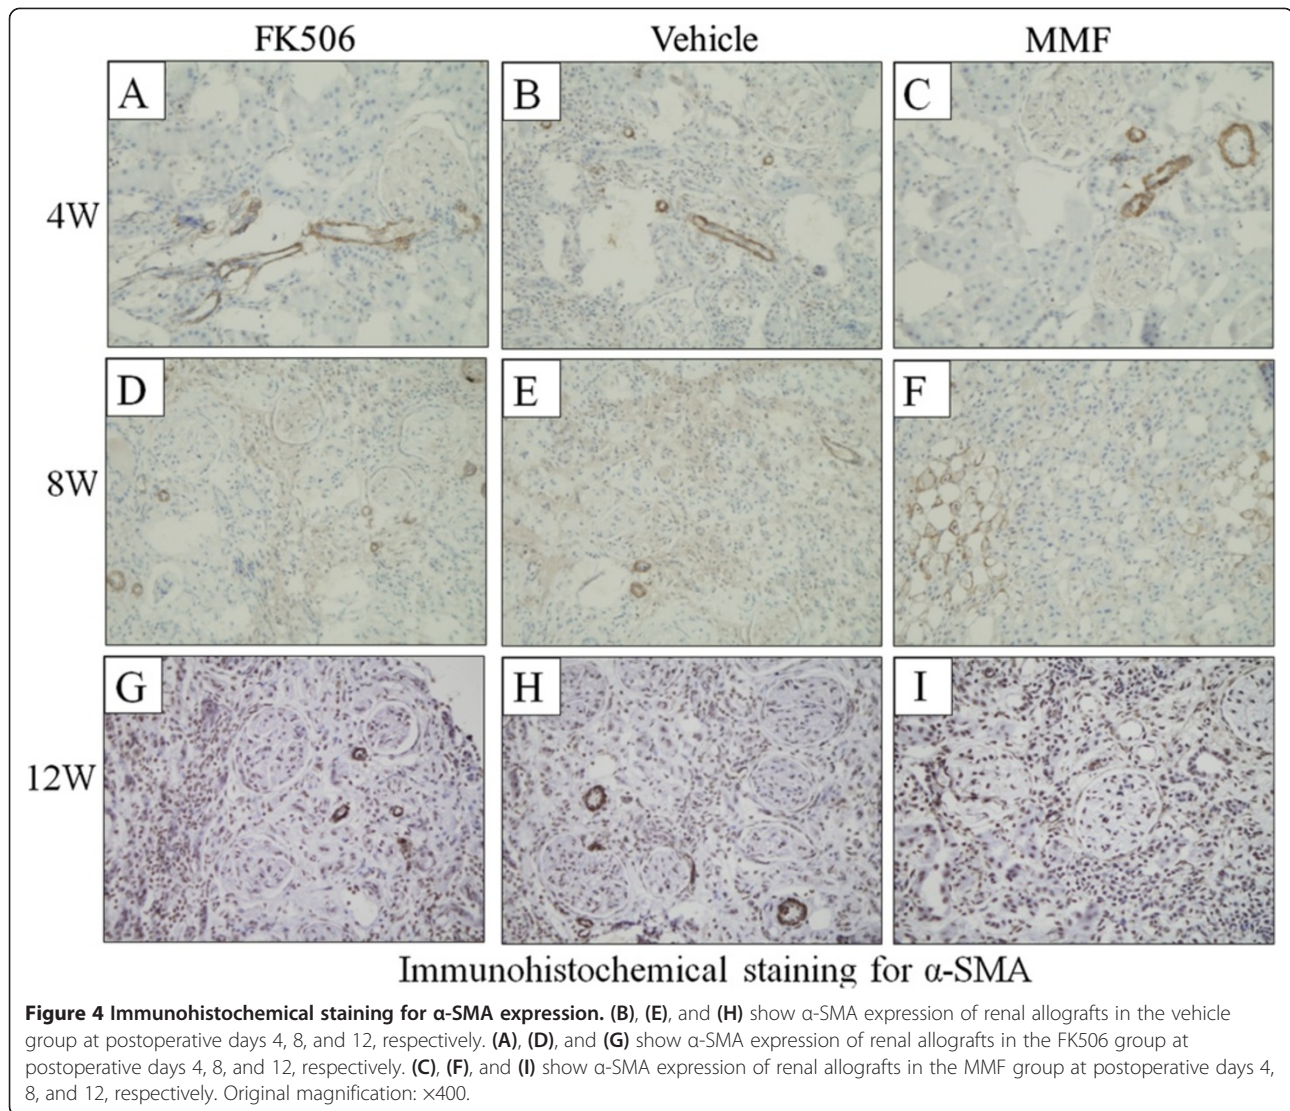 FK506 Vehicle MMF
A B C
4W
D E F
8W
G H I
12W
Immunohistochemical staining for α-SMA
Figure 4 Immunohistochemical staining for α-SMA expression. (B), (E), and (H) show α-SMA expression of renal allografts in the vehicle
group at postoperative days 4, 8, and 12, respectively. (A), (D), and (G) show α-SMA expression of renal allografts in the FK506 group at
postoperative days 4, 8, and 12, respectively. (C), (F), and (I) show α-SMA expression of renal allografts in the MMF group at postoperative days 4,
8, and 12, respectively. Original magnification: ×400.